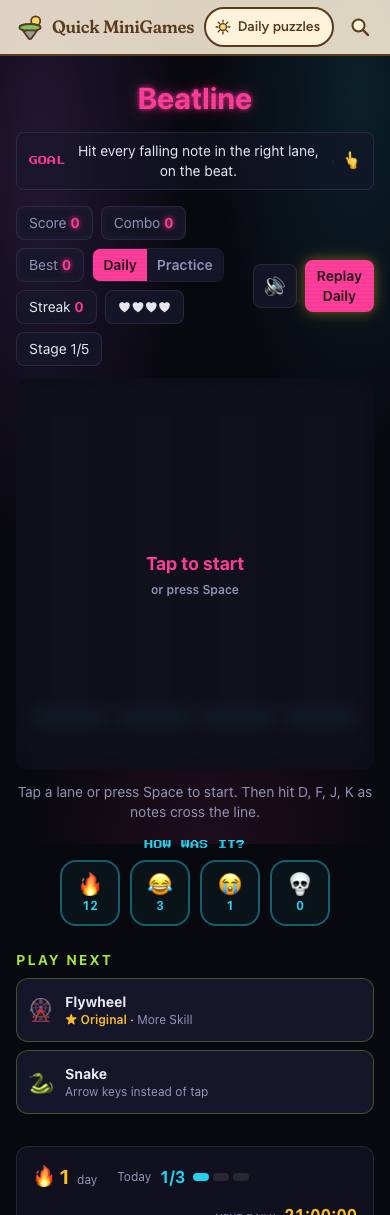 Quick MiniGames
Daily puzzles
Beatline
GOAL
Hit every falling note in the right lane,
on the beat.
Score 0
Combo 0
Best 0
Daily
Practice
Streak 0
Stage 1/5
Replay
Daily
Tap to start
or press Space
Tap a lane or press Space to start. Then hit D, F, J, K as
notes cross the line.
HOW WAS IT?
12
3
1
0
PLAY NEXT
Flywheel
Original · More Skill
Snake
Arrow keys instead of tap
1 day
Today 1/3
21:00:00